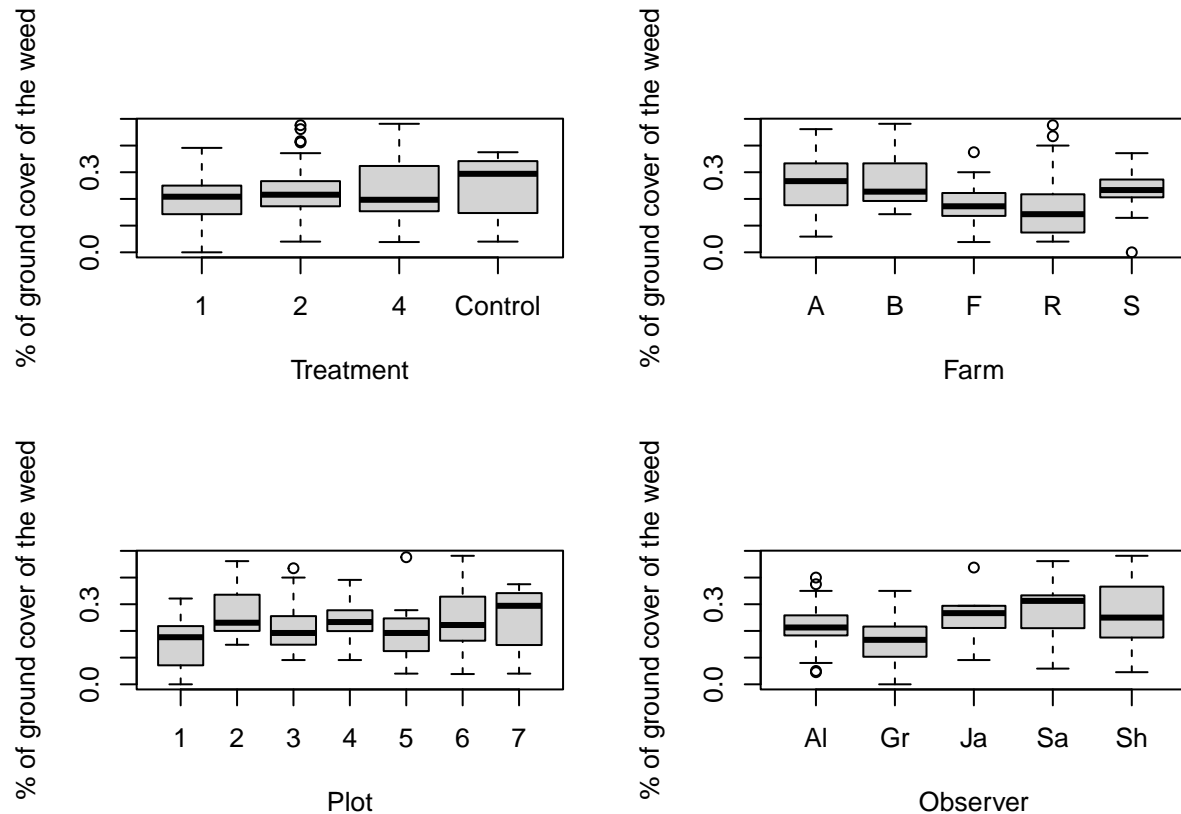 % of ground cover of the weed
0.0
0.3
1 2 4 Control
Treatment
% of ground cover of the weed
0.0
0.3
A B F R S
Farm
% of ground cover of the weed
0.0
0.3
1 2 3 4 5 6 7
Plot
% of ground cover of the weed
0.0
0.3
Al Gr Ja Sa Sh
Observer